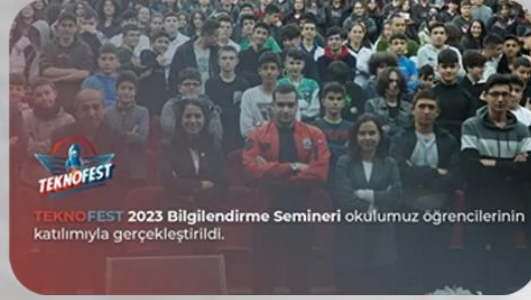 TEKNOFEST
TEKNOFEST 2023 Bilgilendirme Semineri okulumuz öğrencilerinin
katılımıyla gerçekleştirildi.